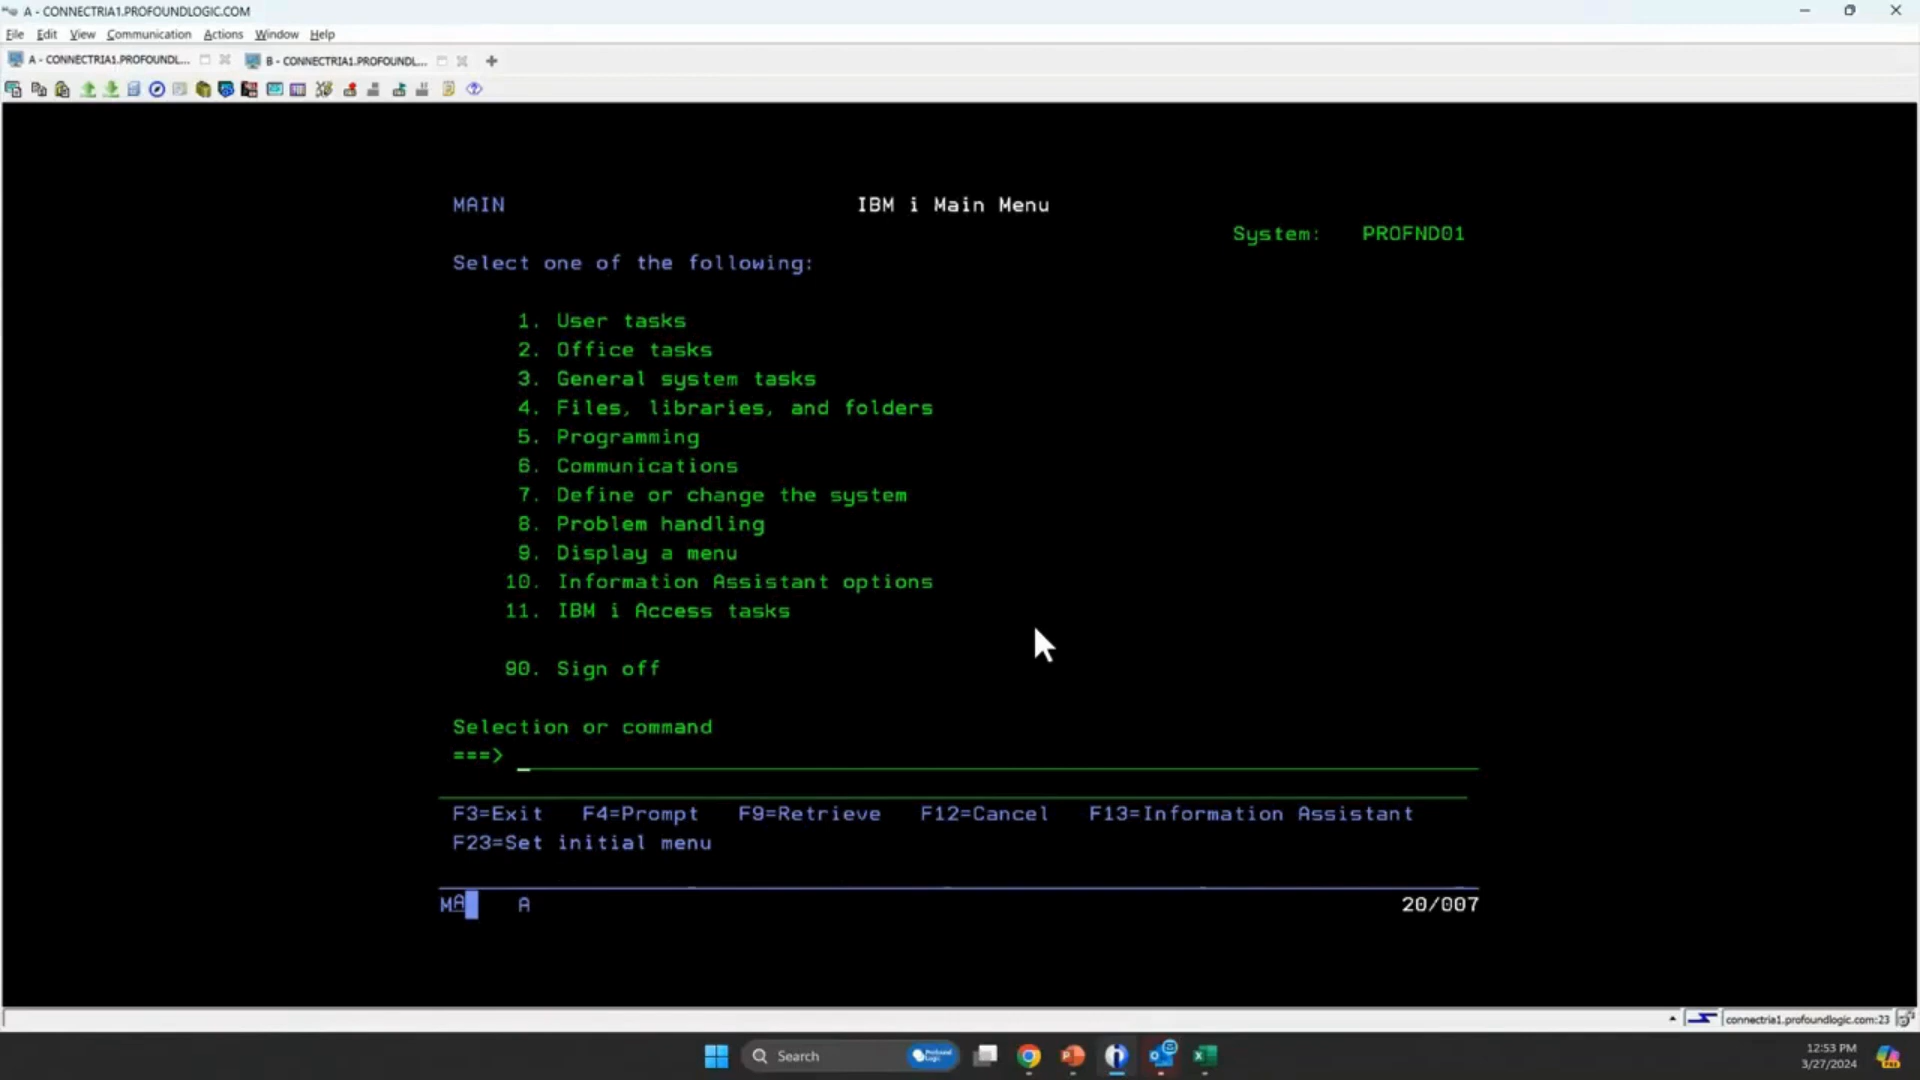 A - CONNECTRIA1.PROFOUNDLOGIC.COM
File Edit View Communication Actions Window Help
A - CONNECTRIA1.PROFOUNDL... B - CONNECTRIA1.PROFOUNDL...
MAIN IBM i Main Menu
System: PROFND01
Select one of the following:
1. User tasks
2. Office tasks
3. General system tasks
4. Files, libraries, and folders
5. Programming
6. Communications
7. Define or change the system
8. Problem handling
9. Display a menu
10. Information Assistant options
11. IBM i Access tasks
90. Sign off
Selection or command
===>
F3=Exit F4=Prompt F9=Retrieve F12=Cancel F13=Information Assistant
F23=Set initial menu
MA A 20/007
connectria1.profoundlogic.com:23
Search Profound Logic
12:53 PM
3/27/2024